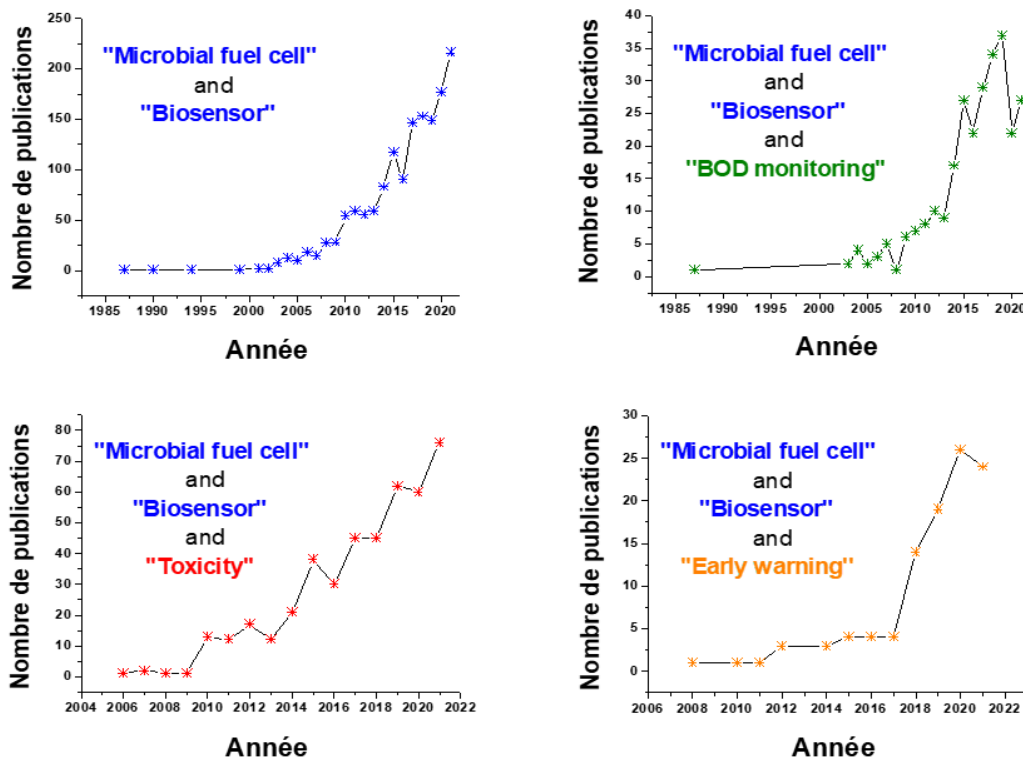 Nombre de publications
250
200
150
100
50
0
"Microbial fuel cell"
and
"Biosensor"
1985 1990 1995 2000 2005 2010 2015 2020
Année
Nombre de publications
40
35
30
25
20
15
10
5
0
"Microbial fuel cell"
and
"Biosensor"
and
"BOD monitoring"
1985 1990 1995 2000 2005 2010 2015 2020
Année
Nombre de publications
80
70
60
50
40
30
20
10
0
"Microbial fuel cell"
and
"Biosensor"
and
"Toxicity"
2004 2006 2008 2010 2012 2014 2016 2018 2020 2022
Année
Nombre de publications
30
25
20
15
10
5
0
"Microbial fuel cell"
and
"Biosensor"
and
"Early warning"
2006 2008 2010 2012 2014 2016 2018 2020 2022
Année